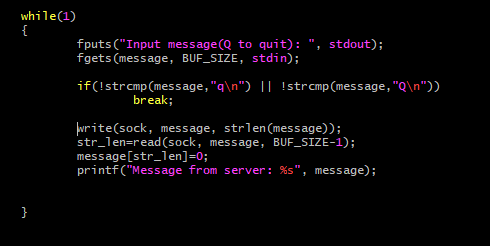 while(1)
{
fputs("Input message(Q to quit): ", stdout);
fgets(message, BUF_SIZE, stdin);
if(!strcmp(message,"q\n") || !strcmp(message,"Q\n"))
break;
write(sock, message, strlen(message));
str_len=read(sock, message, BUF_SIZE-1);
message[str_len]=0;
printf("Message from server: %s", message);
}